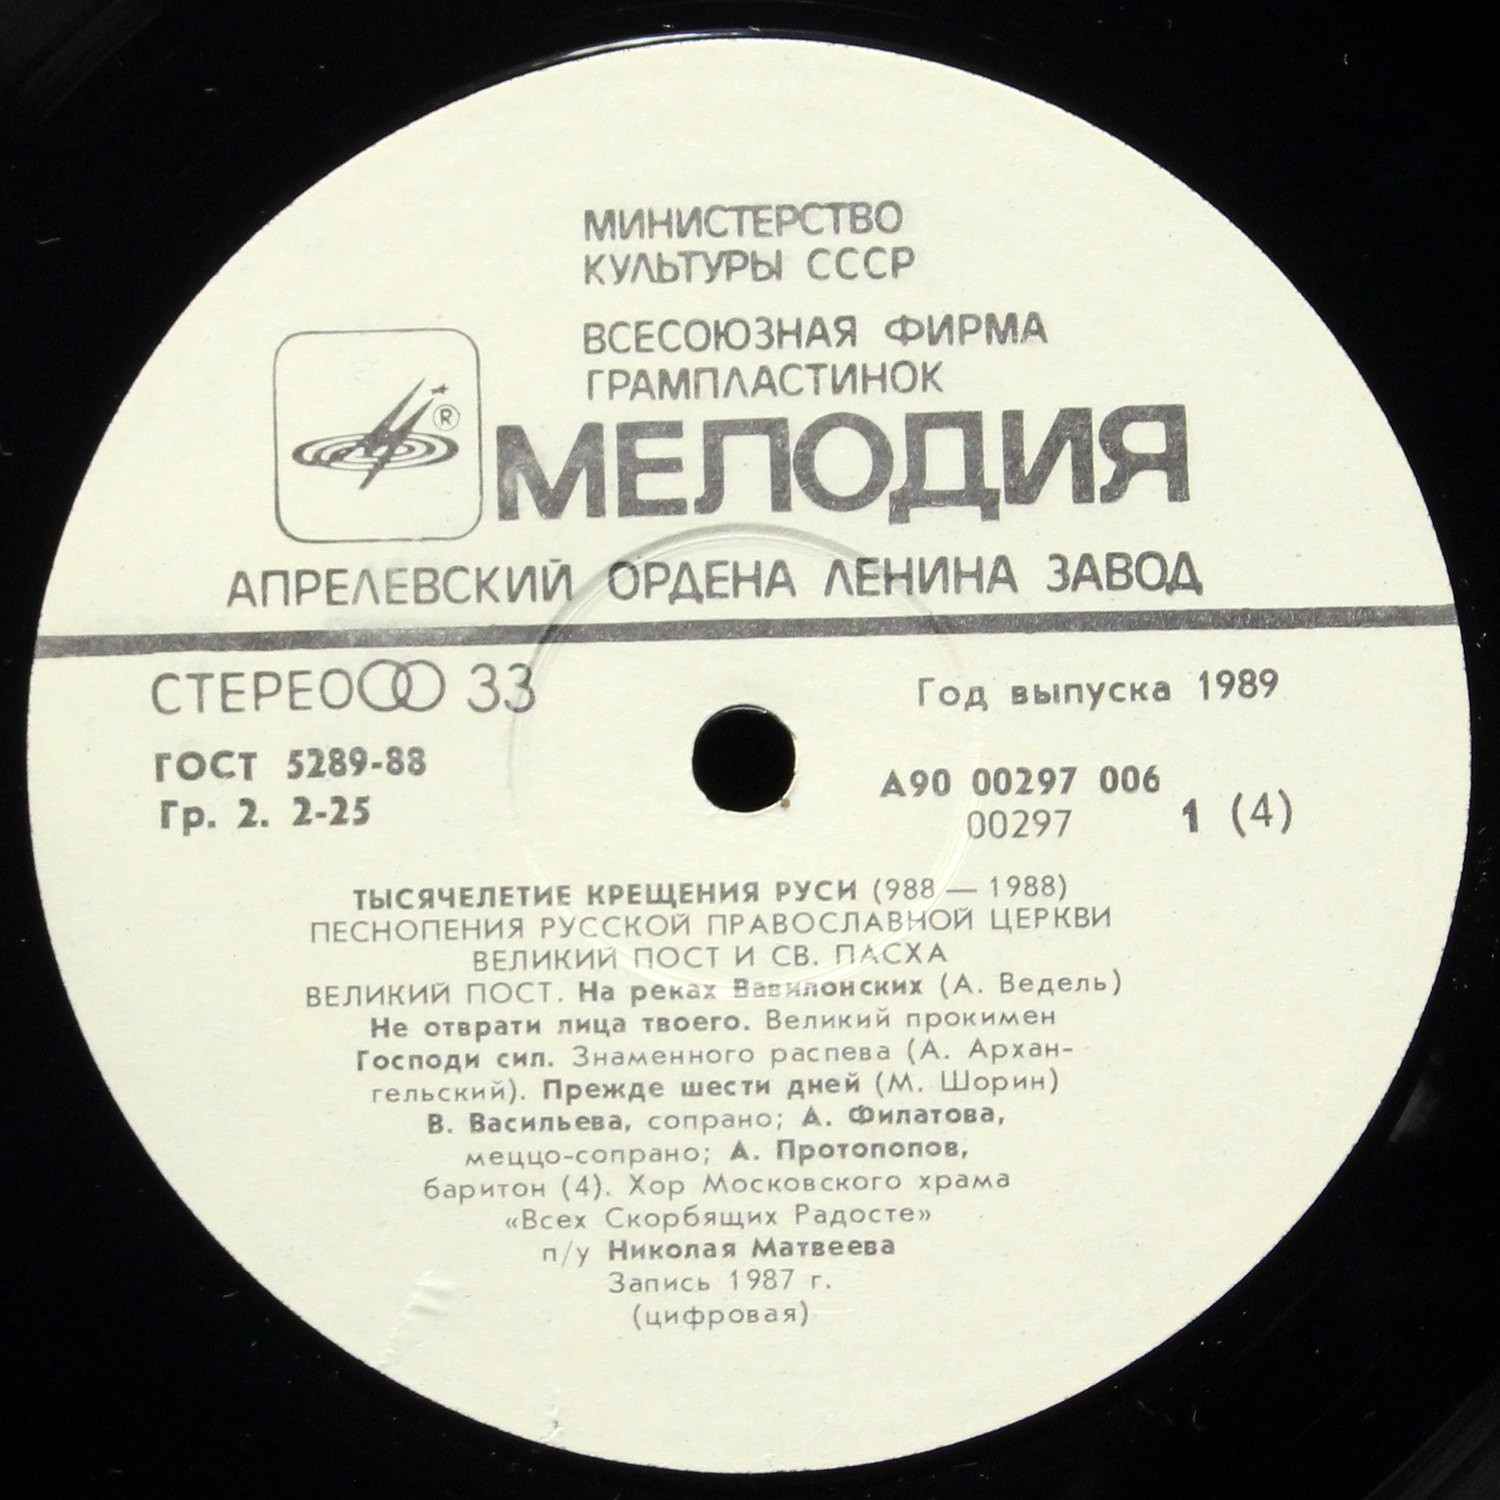 МИНИСТЕРСТВО
КУЛЬТУРЫ СССР
ВСЕСОЮЗНАЯ ФИРМА
ГРАМПЛАСТИНОК
®
МЕЛОДИЯ
АПРЕЛЕВСКИЙ ОРДЕНА ЛЕНИНА ЗАВОД
СТЕРЕО 33
Год выпуска 1989
ГОСТ 5289-88
Гр. 2. 2-25
А90 00297 006
00297 1 (4)
ТЫСЯЧЕЛЕТИЕ КРЕЩЕНИЯ РУСИ (988 — 1988)
ПЕСНОПЕНИЯ РУССКОЙ ПРАВОСЛАВНОЙ ЦЕРКВИ
ВЕЛИКИЙ ПОСТ И СВ. ПАСХА
ВЕЛИКИЙ ПОСТ. На реках Вавилонских (А. Ведель)
Не отврати лица твоего. Великий прокимен
Господи сил. Знаменного распева (А. Архан-
гельский). Прежде шести дней (М. Шорин)
В. Васильева, сопрано; А. Филатова,
меццо-сопрано; А. Протопопов,
баритон (4). Хор Московского храма
«Всех Скорбящих Радосте»
п/у Николая Матвеева
Запись 1987 г.
(цифровая)